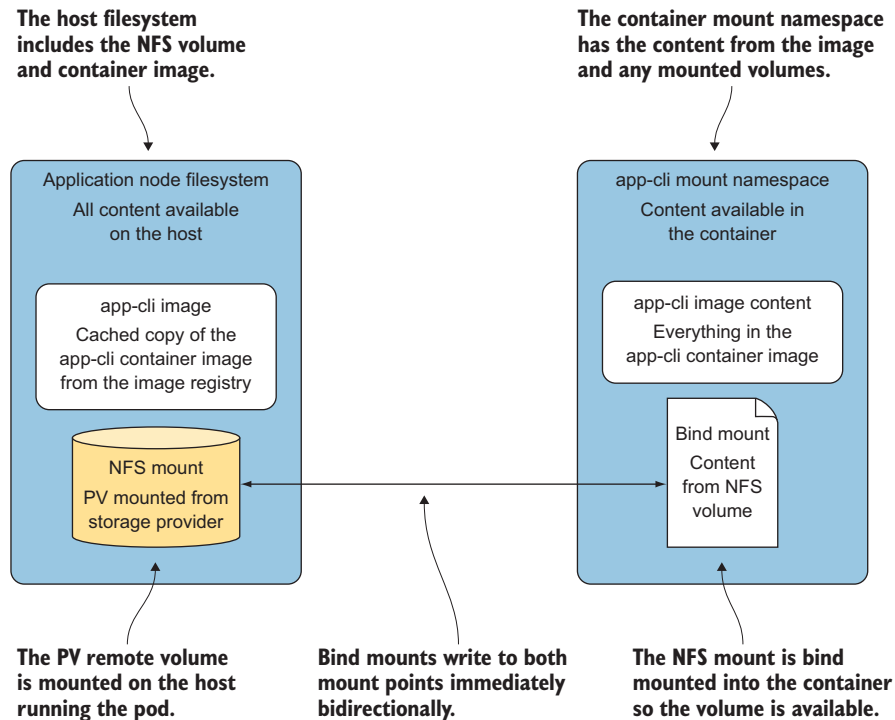 The host filesystem
includes the NFS volume
and container image.
The container mount namespace
has the content from the image
and any mounted volumes.
Application node filesystem
All content available
on the host
app-cli image
Cached copy of the
app-cli container image
from the image registry
NFS mount
PV mounted from
storage provider
app-cli mount namespace
Content available in
the container
app-cli image content
Everything in the
app-cli container image
Bind mount
Content
from NFS
volume
The PV remote volume
is mounted on the host
running the pod.
Bind mounts write to both
mount points immediately
bidirectionally.
The NFS mount is bind
mounted into the container
so the volume is available.